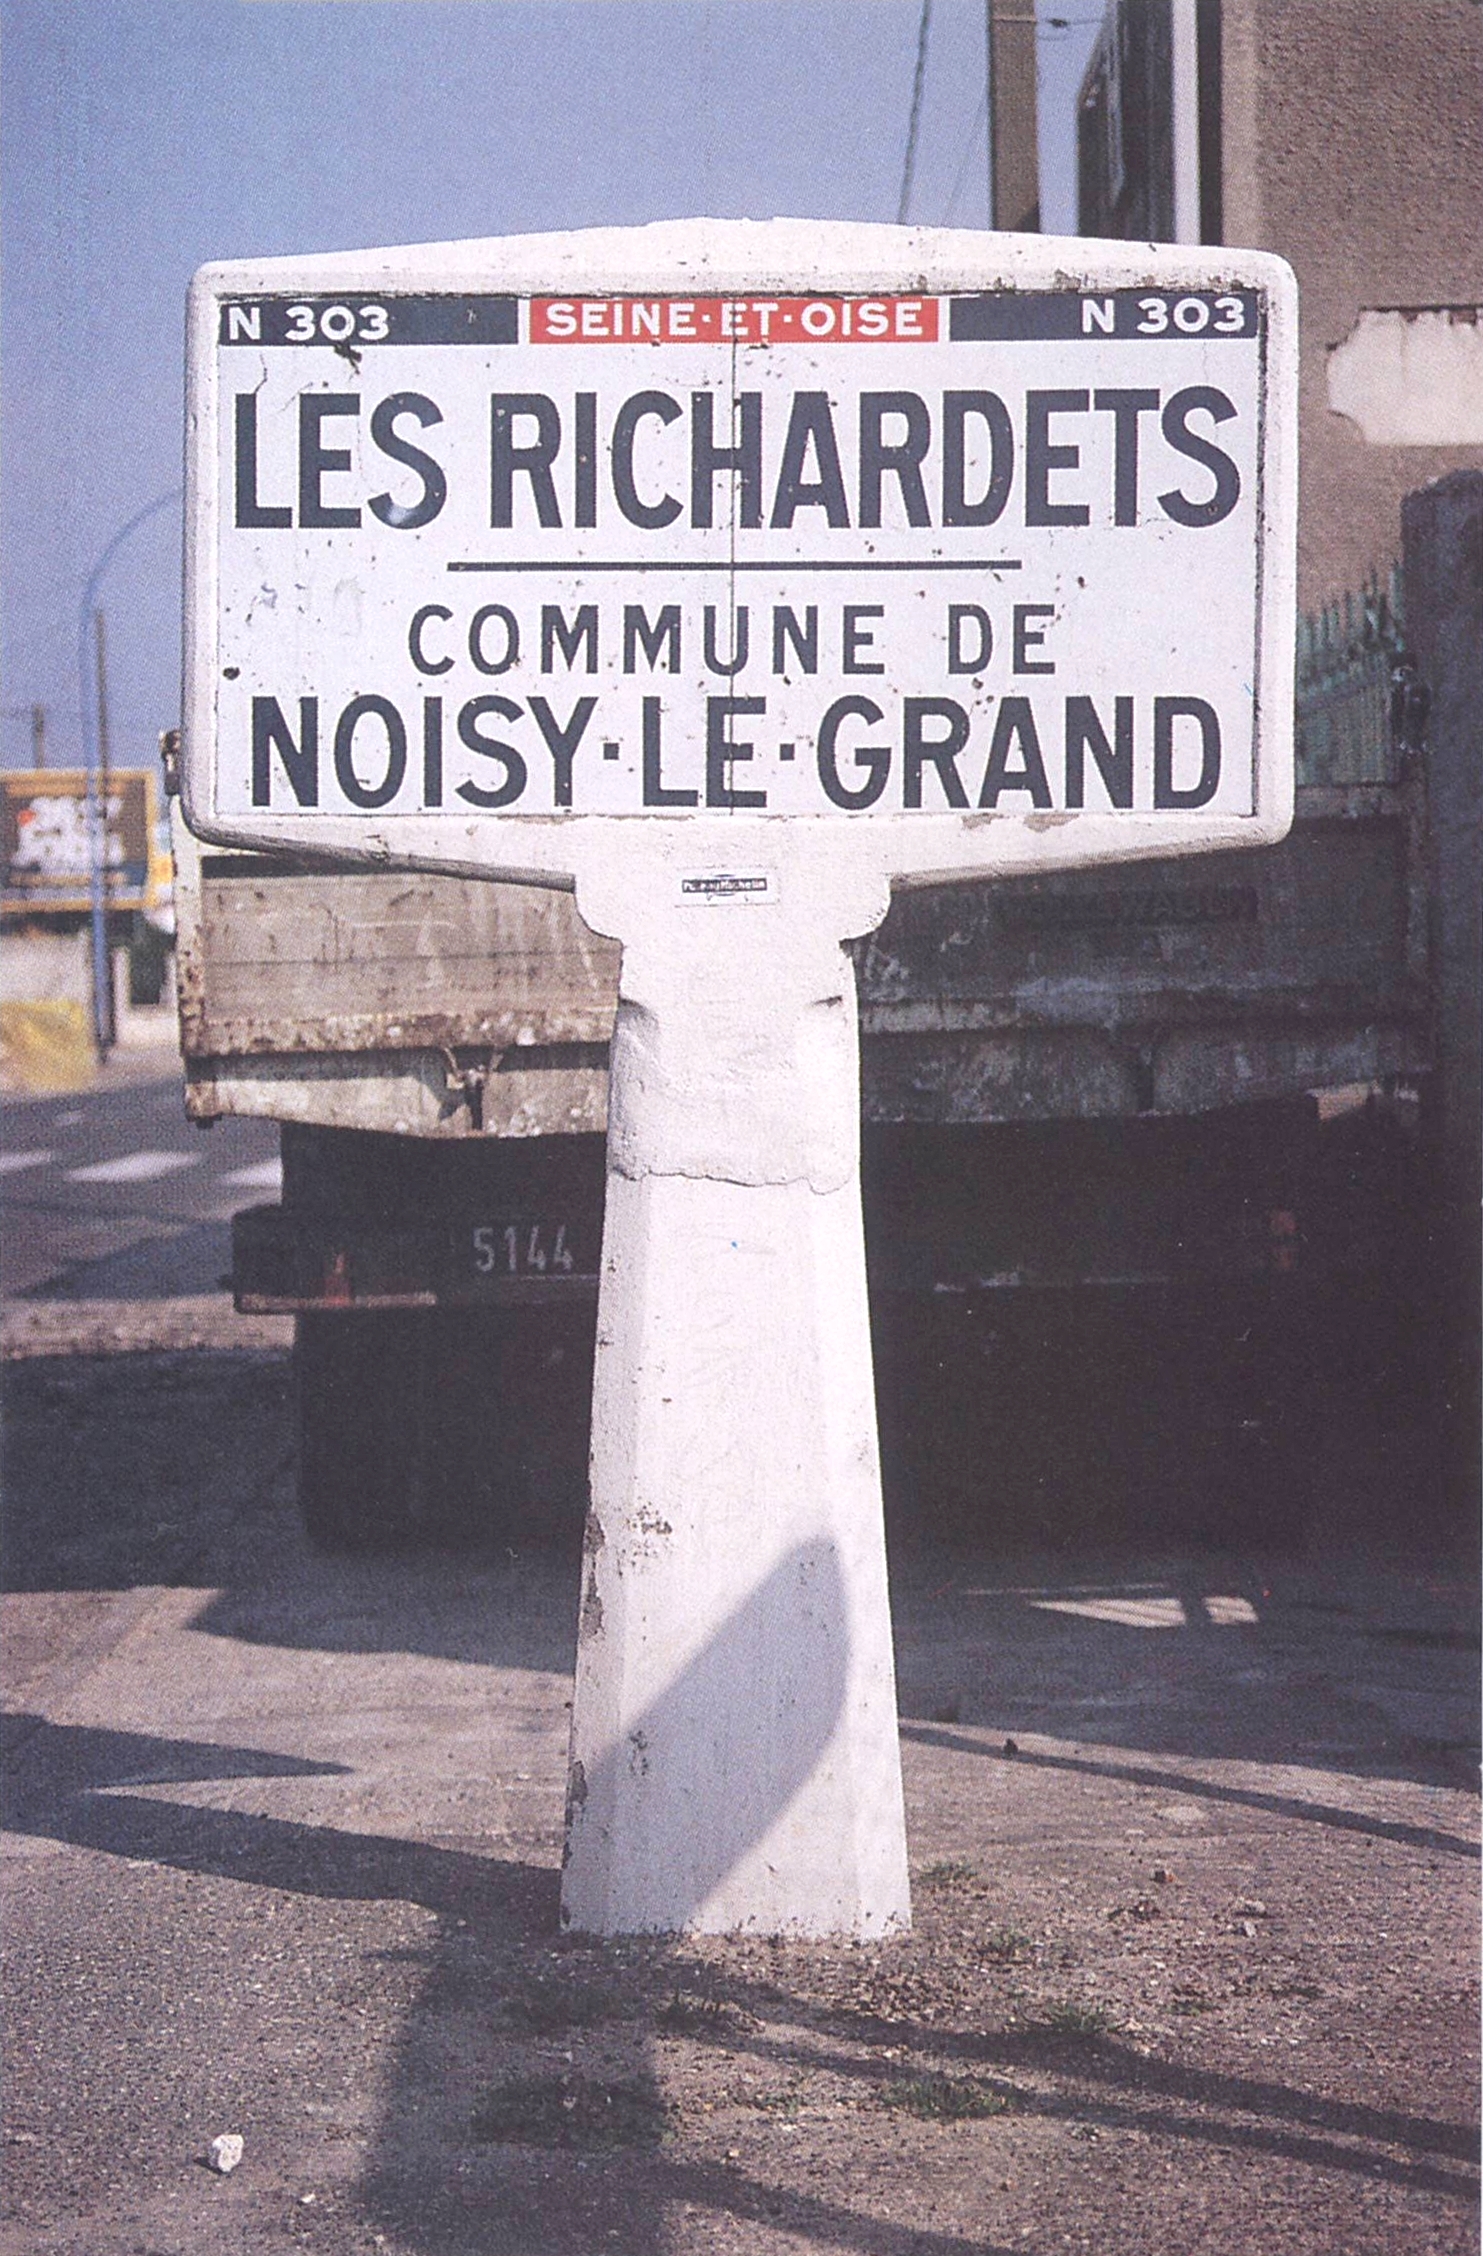 N 303 SEINE·ET·OISE N 303
LES RICHARDETS
COMMUNE DE
NOISY·LE·GRAND
5144